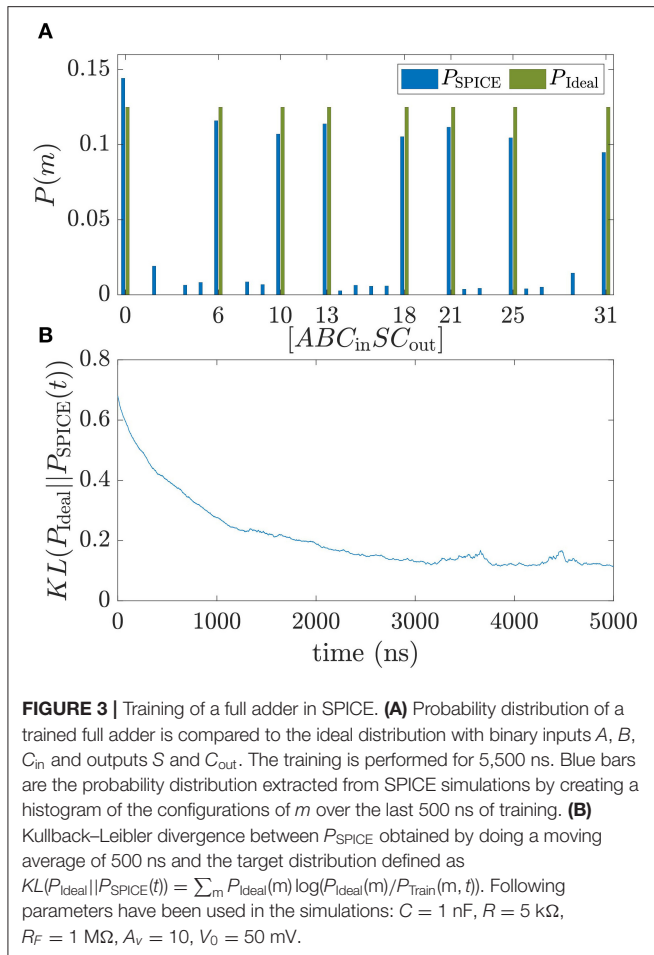 A
0.15
0.1
0.05
0
P(m)
P_SPICE P_Ideal
0 6 10 13 18 21 25 31
[ABC_in SC_out]
B
0.8
0.6
0.4
0.2
0
KL(P_Ideal||P_SPICE(t))
0 1000 2000 3000 4000 5000
time (ns)
FIGURE 3 | Training of a full adder in SPICE. (A) Probability distribution of a
trained full adder is compared to the ideal distribution with binary inputs A, B,
C_in and outputs S and C_out. The training is performed for 5,500 ns. Blue bars
are the probability distribution extracted from SPICE simulations by creating a
histogram of the configurations of m over the last 500 ns of training. (B)
Kullback–Leibler divergence between P_SPICE obtained by doing a moving
average of 500 ns and the target distribution defined as
KL(P_Ideal||P_SPICE(t)) = ∑_m P_Ideal(m) log(P_Ideal(m)/P_Train(m, t)). Following
parameters have been used in the simulations: C = 1 nF, R = 5 kΩ,
R_F = 1 MΩ, A_v = 10, V_0 = 50 mV.